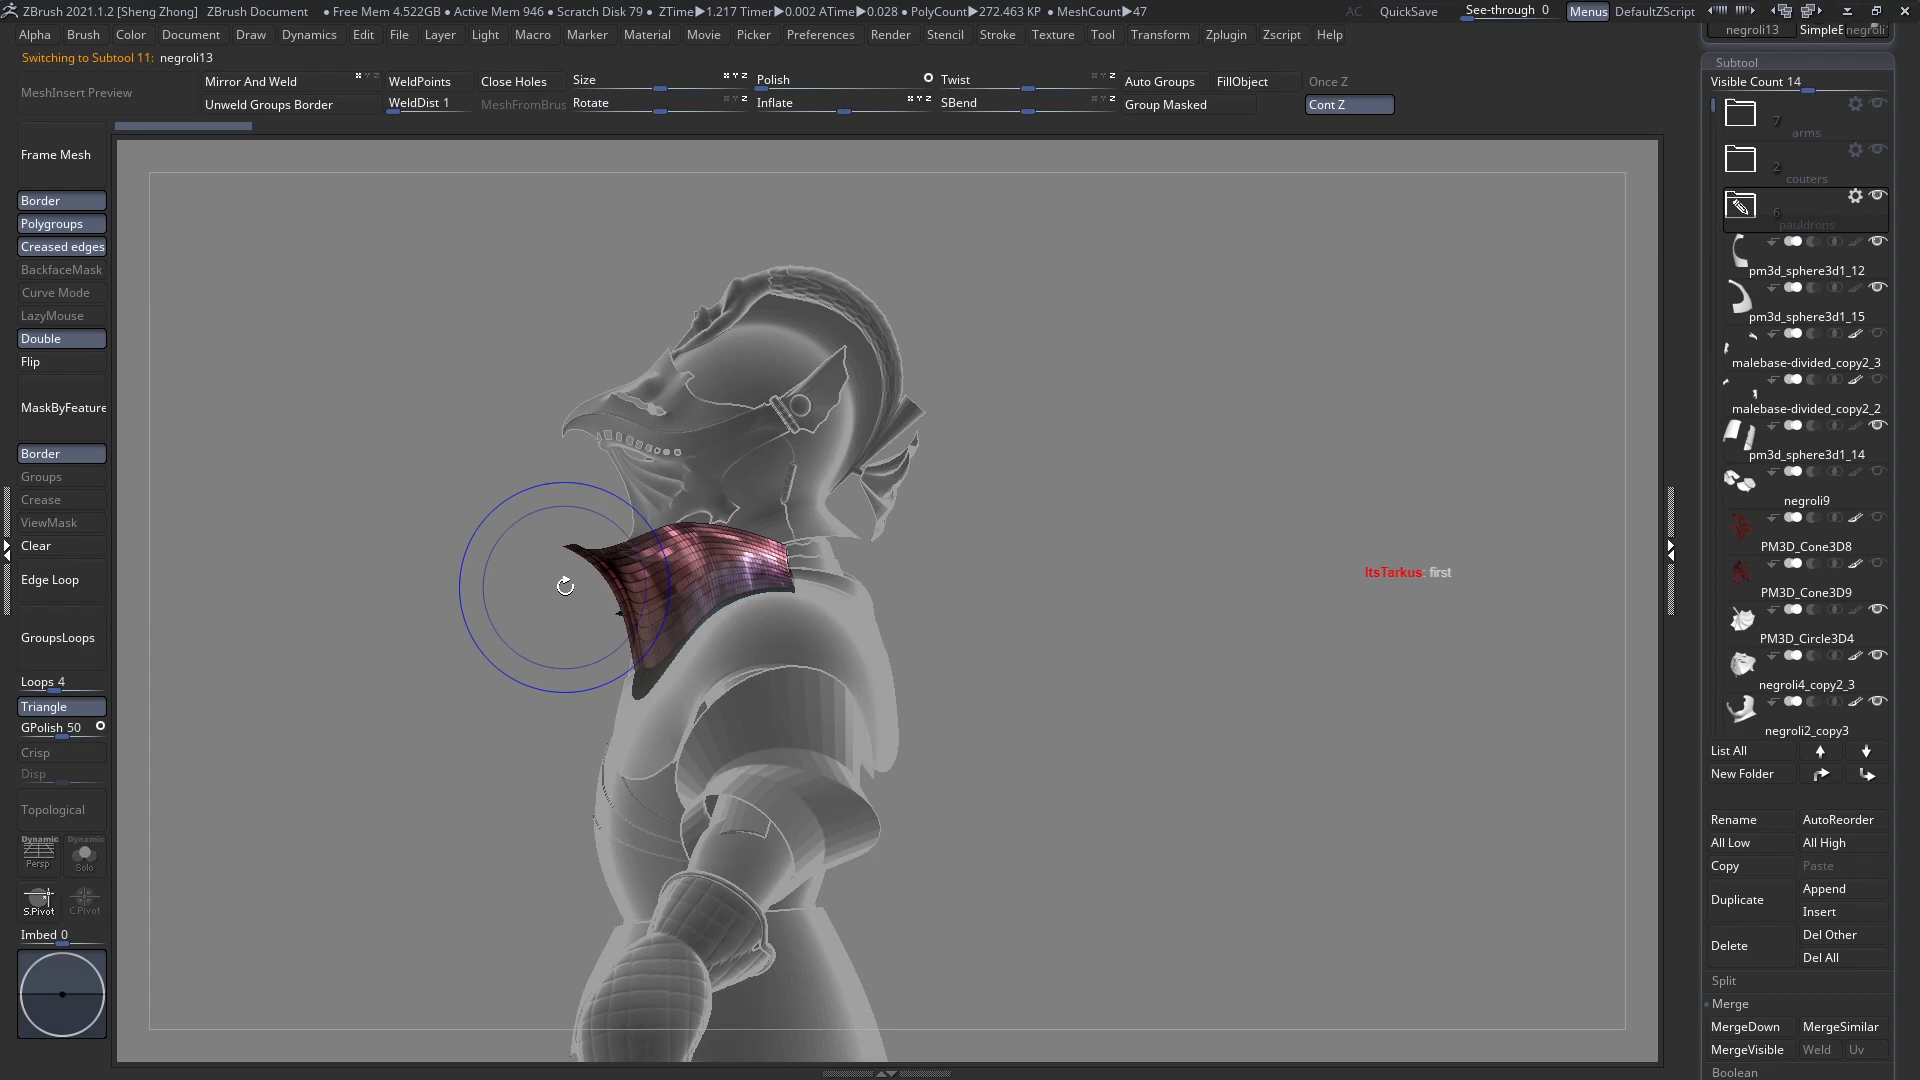 ZBrush 2021.1.2 [Sheng Zhong] ZBrush Document • Free Mem 4.522GB • Active Mem 946 • Scratch Disk 79 • ZTime▶1.217 Timer▶0.002 ATime▶0.028 • PolyCount▶272.463 KP • MeshCount▶47 AC QuickSave See-through 0 Menus DefaultZScript
Alpha Brush Color Document Draw Dynamics Edit File Layer Light Macro Marker Material Movie Picker Preferences Render Stencil Stroke Texture Tool Transform Zplugin Zscript Help
Switching to Subtool 11: negroli13
MeshInsert Preview
Mirror And Weld WeldPoints Close Holes Size Polish Twist Auto Groups FillObject Once Z
Unweld Groups Border WeldDist 1 MeshFromBrus Rotate Inflate SBend Group Masked Cont Z
Frame Mesh
Border
Polygroups
Creased edges
BackfaceMask
Curve Mode
LazyMouse
Double
Flip
MaskByFeature
Border
Groups
Crease
ViewMask
Clear
Edge Loop
GroupsLoops
Loops 4
Triangle
GPolish 50
Crisp
Disp
Topological
Dynamic Dynamic
Persp Solo
S.Pivot C.Pivot
Imbed 0
ItsTarkus: first
negroli13 SimpleE negroli
Subtool
Visible Count 14
7
arms
2
couters
6
pauldrons
pm3d_sphere3d1_12
pm3d_sphere3d1_15
malebase-divided_copy2_3
malebase-divided_copy2_2
pm3d_sphere3d1_14
negroli9
PM3D_Cone3D8
PM3D_Cone3D9
PM3D_Circle3D4
negroli4_copy2_3
negroli2_copy3
List All
New Folder
Rename AutoReorder
All Low All High
Copy Paste
Duplicate Append
Insert
Delete Del Other
Del All
Split
Merge
MergeDown MergeSimilar
MergeVisible Weld Uv
Boolean